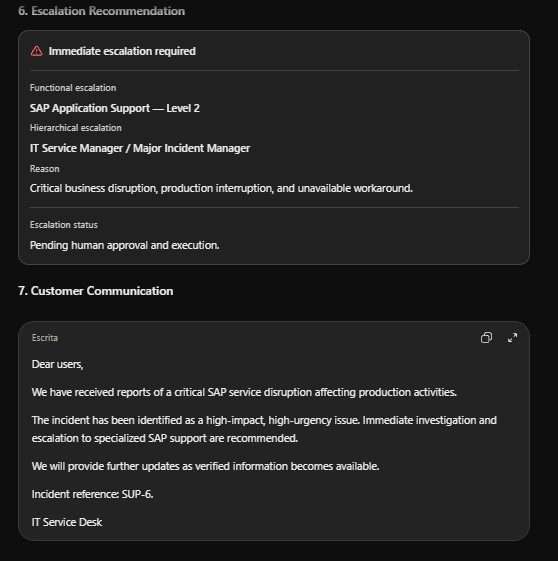 6. Escalation Recommendation
Immediate escalation required
Functional escalation
SAP Application Support — Level 2
Hierarchical escalation
IT Service Manager / Major Incident Manager
Reason
Critical business disruption, production interruption, and unavailable workaround.
Escalation status
Pending human approval and execution.
7. Customer Communication
Escrita
Dear users,
We have received reports of a critical SAP service disruption affecting production activities.
The incident has been identified as a high-impact, high-urgency issue. Immediate investigation and
escalation to specialized SAP support are recommended.
We will provide further updates as verified information becomes available.
Incident reference: SUP-6.
IT Service Desk